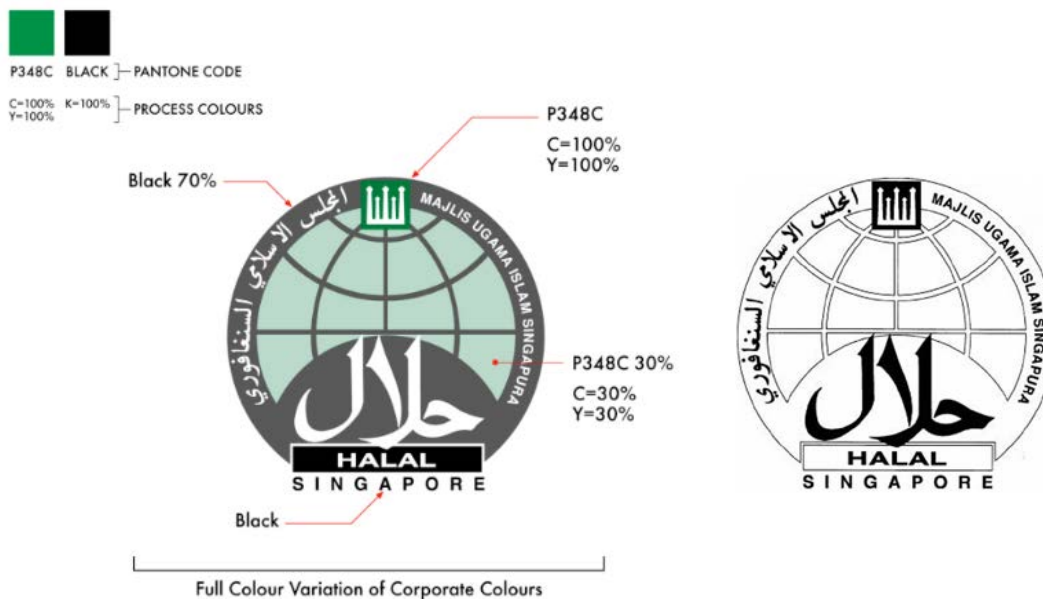 P348C BLACK PANTONE CODE
C=100% K=100% PROCESS COLOURS
Y=100%
P348C
C=100%
Y=100%
Black 70%
المجلس الاسلامي السنغافوري
MAJLIS UGAMA ISLAM SINGAPURA
حلال
HALAL
SINGAPORE
P348C 30%
C=30%
Y=30%
Black
Full Colour Variation of Corporate Colours
المجلس الاسلامي السنغافوري
MAJLIS UGAMA ISLAM SINGAPURA
حلال
HALAL
SINGAPORE